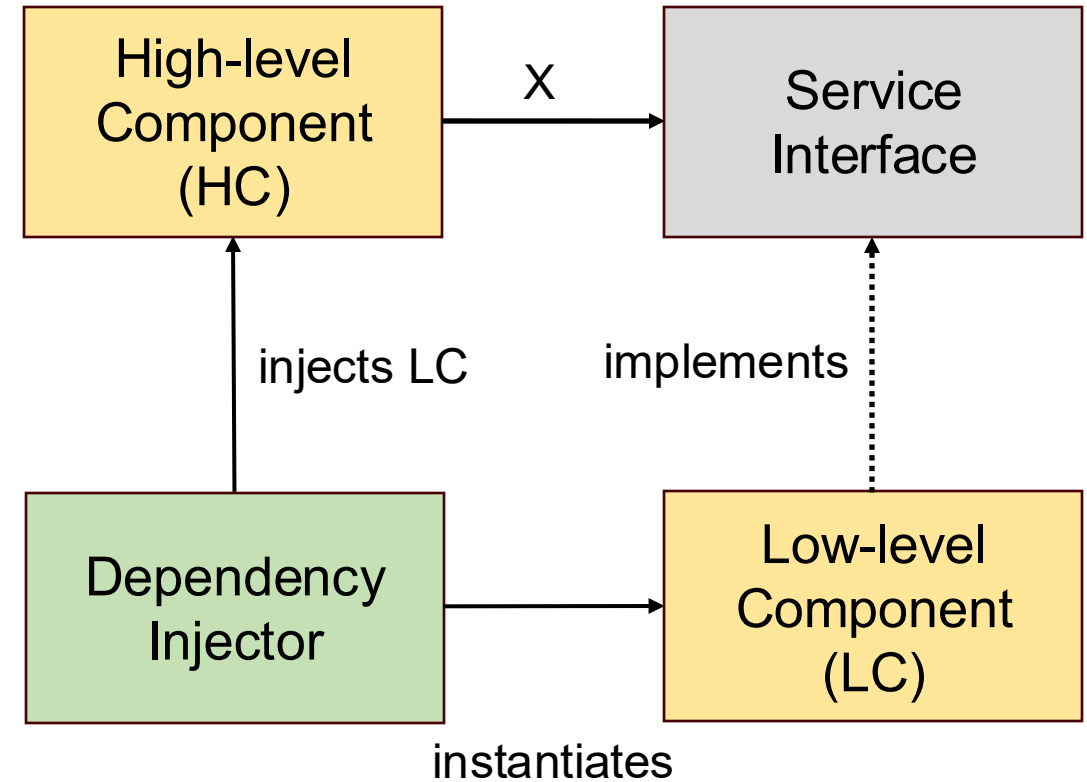 High-level
Component
(HC)
X
Service
Interface
injects LC
implements
Dependency
Injector
Low-level
Component
(LC)
instantiates